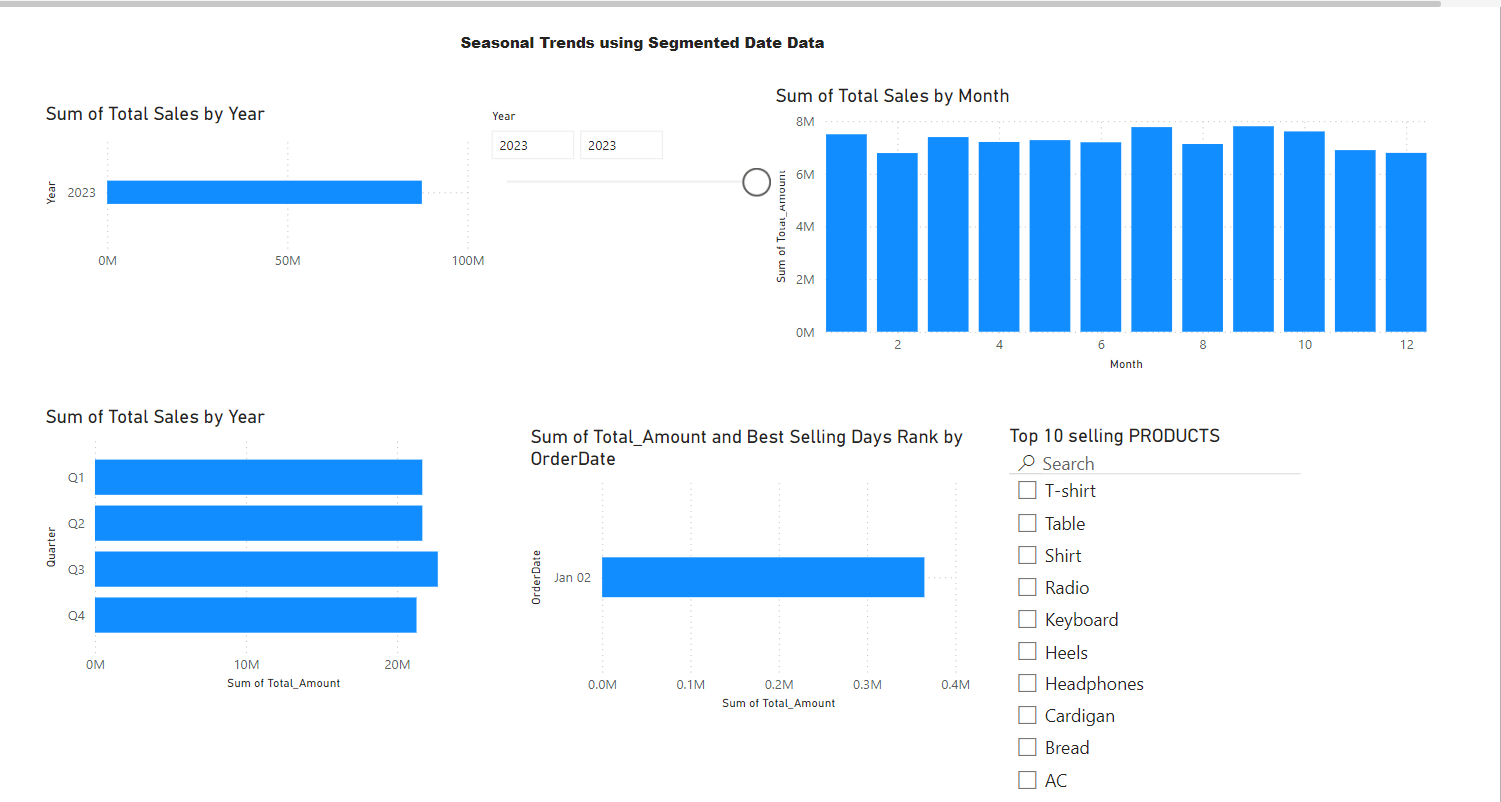 Seasonal Trends using Segmented Date Data
Sum of Total Sales by Year
Year
2023
0M
50M
100M
Year
2023
2023
Sum of Total Sales by Month
Sum of Total_Amount
8M
6M
4M
2M
0M
2
4
6
8
10
12
Month
Sum of Total Sales by Year
Quarter
Q1
Q2
Q3
Q4
0M
10M
20M
Sum of Total_Amount
Sum of Total_Amount and Best Selling Days Rank by
OrderDate
OrderDate
Jan 02
0.0M
0.1M
0.2M
0.3M
0.4M
Sum of Total_Amount
Top 10 selling PRODUCTS
Search
T-shirt
Table
Shirt
Radio
Keyboard
Heels
Headphones
Cardigan
Bread
AC